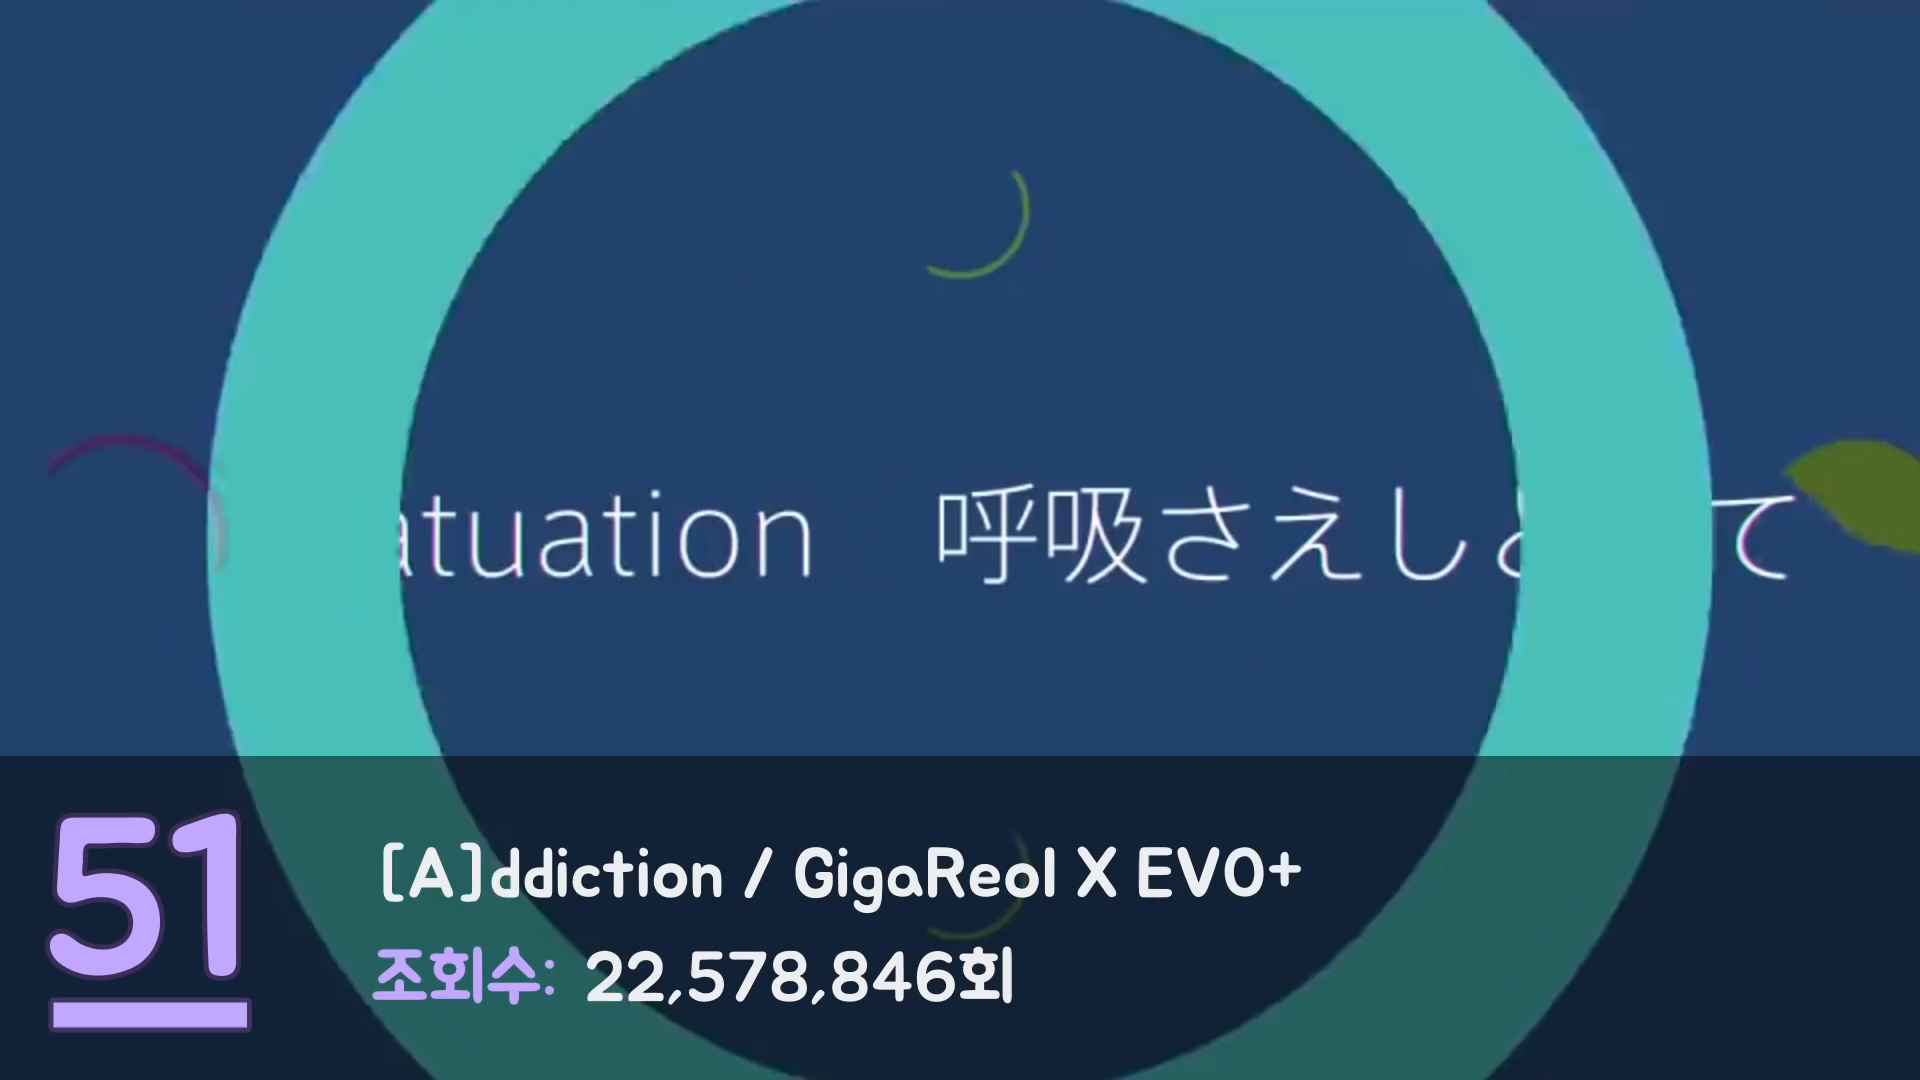 atuation 呼吸さえして
51
[A]ddiction / GigaReol X EVO+
조회수: 22,578,846회